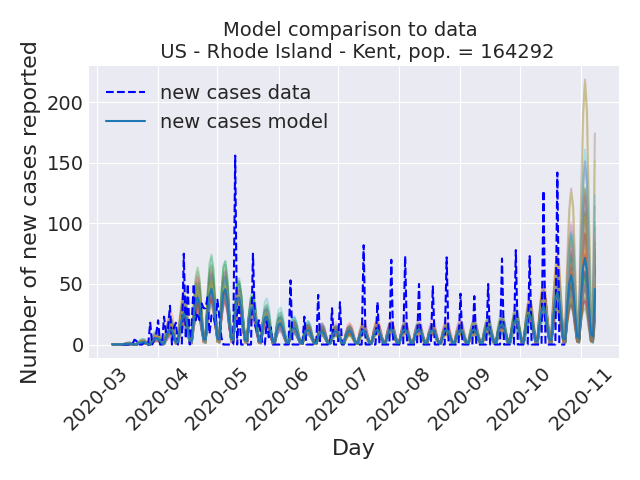 Model comparison to data
US - Rhode Island - Kent, pop. = 164292
Number of new cases reported
200
150
100
50
0
new cases data
new cases model
2020-03
2020-04
2020-05
2020-06
2020-07
2020-08
2020-09
2020-10
2020-11
Day